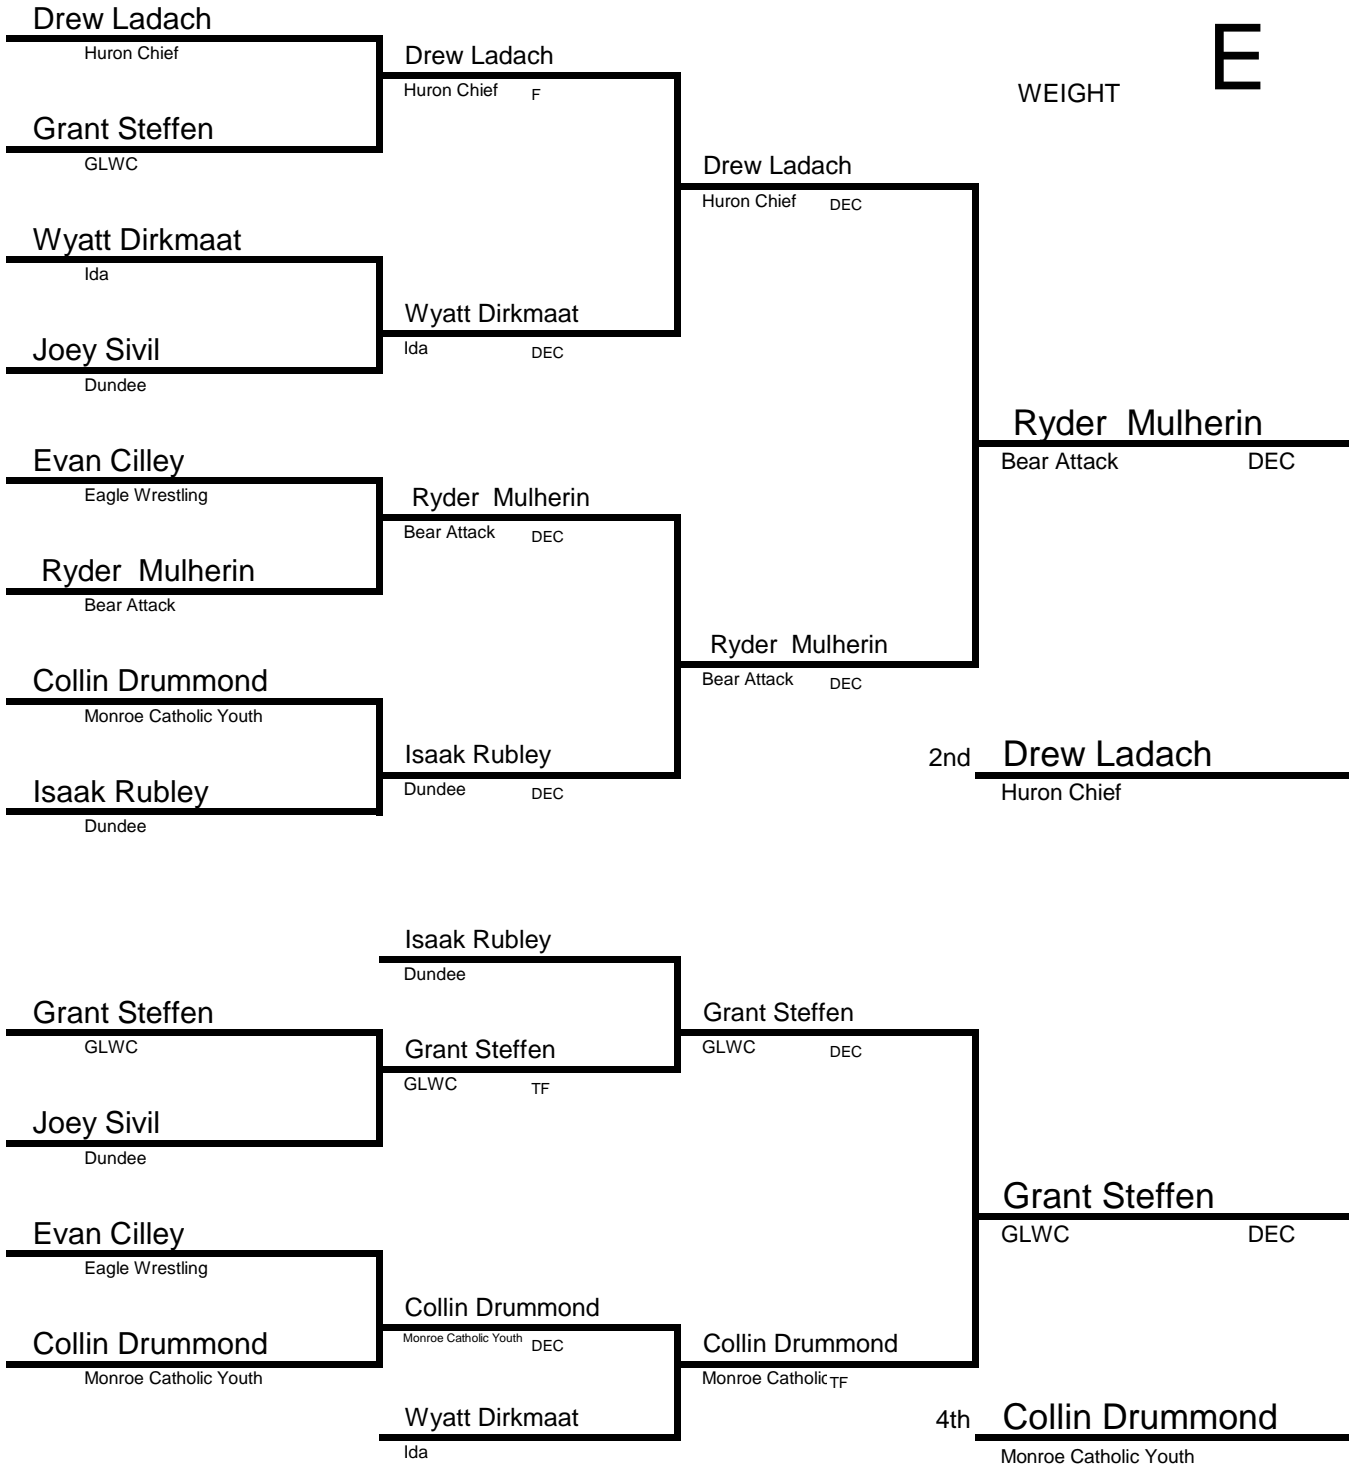 Drew Ladach
Huron Chief
Drew Ladach
Huron Chief F
E
WEIGHT
Grant Steffen
GLWC
Drew Ladach
Huron Chief DEC
Wyatt Dirkmaat
Ida
Wyatt Dirkmaat
Ida DEC
Joey Sivil
Dundee
Ryder  Mulherin
Bear Attack DEC
Evan Cilley
Eagle Wrestling
Ryder  Mulherin
Bear Attack DEC
Ryder  Mulherin
Bear Attack
Ryder  Mulherin
Bear Attack DEC
Collin Drummond
Monroe Catholic Youth
Isaak Rubley
Dundee DEC
2nd Drew Ladach
Huron Chief
Isaak Rubley
Dundee
Isaak Rubley
Dundee
Grant Steffen
GLWC
Grant Steffen
GLWC DEC
Grant Steffen
GLWC TF
Joey Sivil
Dundee
Grant Steffen
GLWC DEC
Evan Cilley
Eagle Wrestling
Collin Drummond
Monroe Catholic Youth DEC
Collin Drummond
Monroe Catholic Youth
Collin Drummond
Monroe Catholic TF
Wyatt Dirkmaat
Ida
4th Collin Drummond
Monroe Catholic Youth